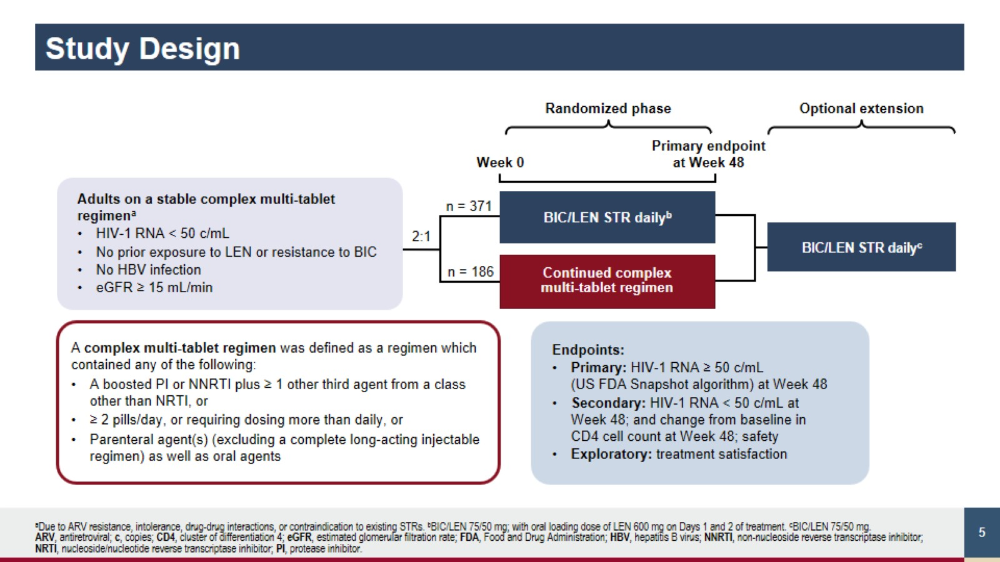 Study Design
Randomized phase
Optional extension
Week 0
Primary endpoint
at Week 48
Adults on a stable complex multi-tablet
regimenᵃ
• HIV-1 RNA < 50 c/mL
• No prior exposure to LEN or resistance to BIC
• No HBV infection
• eGFR ≥ 15 mL/min
2:1
n = 371
n = 186
BIC/LEN STR dailyᵇ
Continued complex
multi-tablet regimen
BIC/LEN STR dailyᶜ
A complex multi-tablet regimen was defined as a regimen which
contained any of the following:
• A boosted PI or NNRTI plus ≥ 1 other third agent from a class
other than NRTI, or
• ≥ 2 pills/day, or requiring dosing more than daily, or
• Parenteral agent(s) (excluding a complete long-acting injectable
regimen) as well as oral agents
Endpoints:
• Primary: HIV-1 RNA ≥ 50 c/mL
(US FDA Snapshot algorithm) at Week 48
• Secondary: HIV-1 RNA < 50 c/mL at
Week 48; and change from baseline in
CD4 cell count at Week 48; safety
• Exploratory: treatment satisfaction
ᵃDue to ARV resistance, intolerance, drug-drug interactions, or contraindication to existing STRs. ᵇBIC/LEN 75/50 mg; with oral loading dose of LEN 600 mg on Days 1 and 2 of treatment. ᶜBIC/LEN 75/50 mg.
ARV, antiretroviral; c, copies; CD4, cluster of differentiation 4; eGFR, estimated glomerular filtration rate; FDA, Food and Drug Administration; HBV, hepatitis B virus; NNRTI, non-nucleoside reverse transcriptase inhibitor;
NRTI, nucleoside/nucleotide reverse transcriptase inhibitor; PI, protease inhibitor.
5